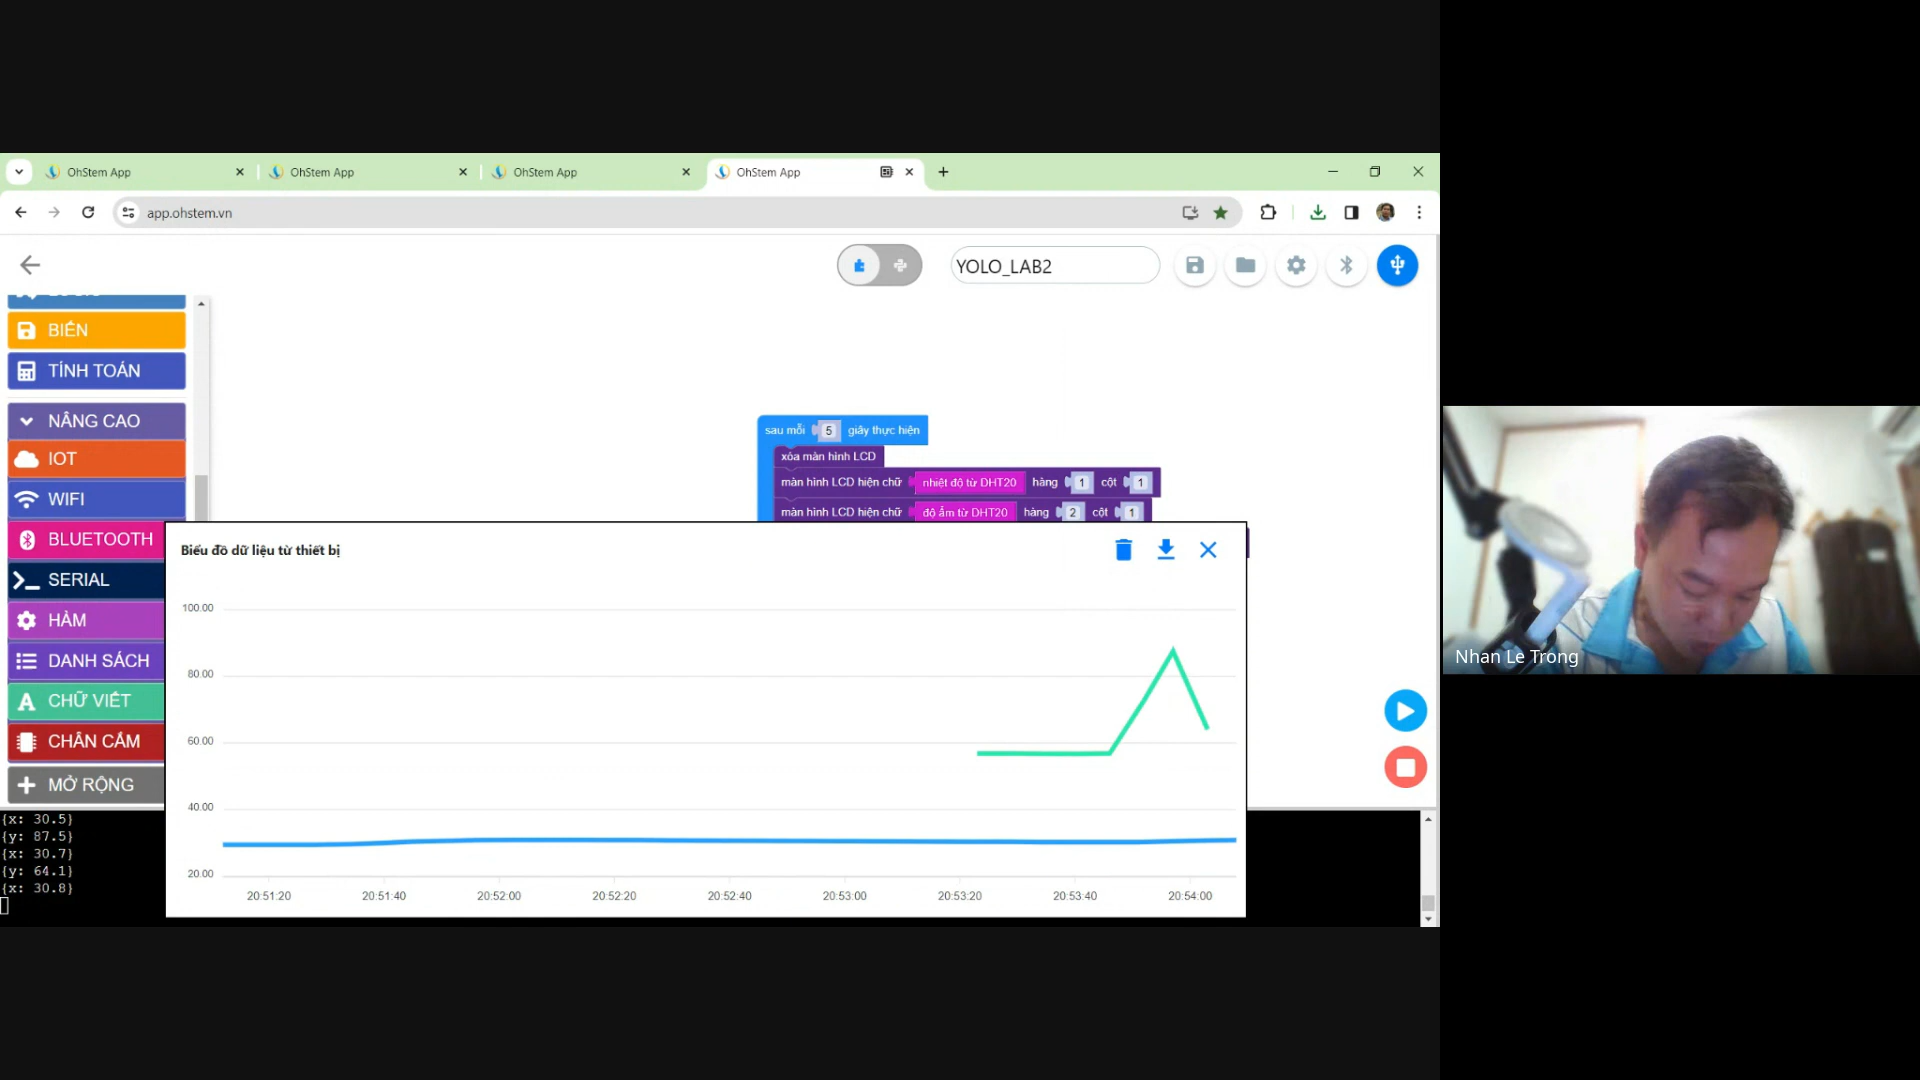 OhStem App
OhStem App
OhStem App
OhStem App
app.ohstem.vn
YOLO_LAB2
BIẾN
TÍNH TOÁN
NÂNG CAO
IOT
WIFI
BLUETOOTH
SERIAL
HÀM
DANH SÁCH
CHỮ VIẾT
CHÂN CẮM
MỞ RỘNG
sau mỗi 5 giây thực hiện
xóa màn hình LCD
màn hình LCD hiện chữ nhiệt độ từ DHT20 hàng 1 cột 1
màn hình LCD hiện chữ độ ẩm từ DHT20 hàng 2 cột 1
Biểu đồ dữ liệu từ thiết bị
100.00
80.00
60.00
40.00
20.00
20:51:20 20:51:40 20:52:00 20:52:20 20:52:40 20:53:00 20:53:20 20:53:40 20:54:00
{x: 30.5}
{y: 87.5}
{x: 30.7}
{y: 64.1}
{x: 30.8}
Nhan Le Trong